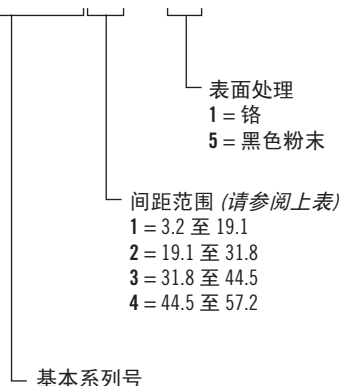 表面处理
1 = 铬
5 = 黑色粉末
间距范围 (请参阅上表)
1 = 3.2 至 19.1
2 = 19.1 至 31.8
3 = 31.8 至 44.5
4 = 44.5 至 57.2
基本系列号